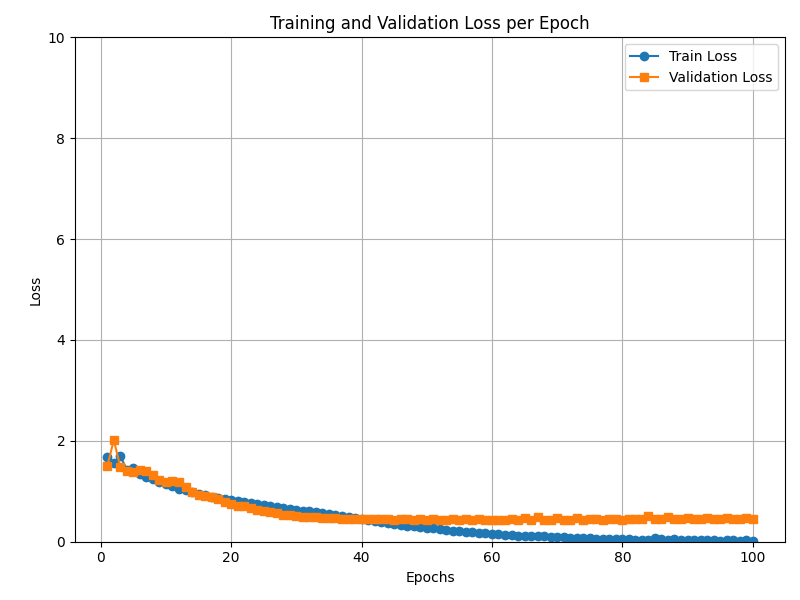 Training and Validation Loss per Epoch
Train Loss
Validation Loss
10
8
6
4
2
0
Loss
0 20 40 60 80 100
Epochs